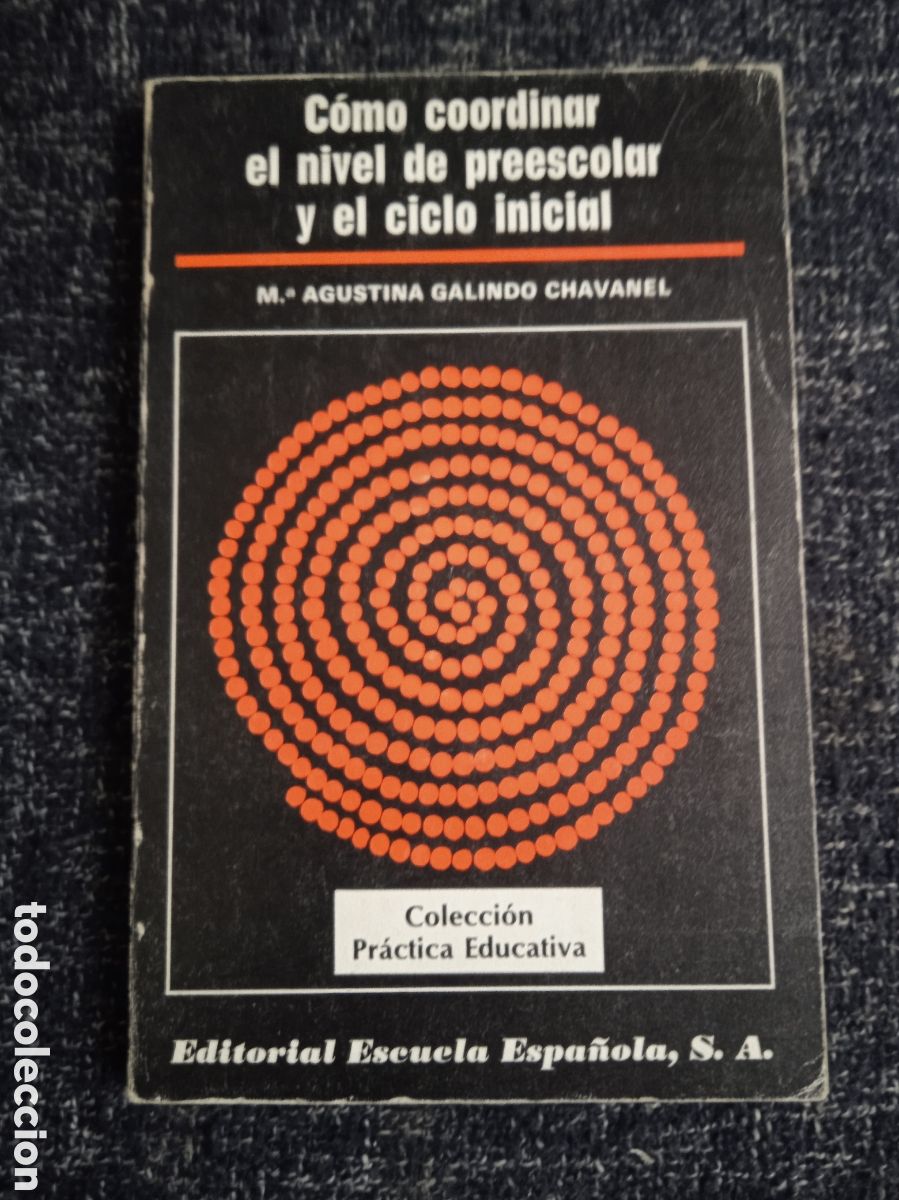 Cómo coordinar
el nivel de preescolar
y el ciclo inicial
M.ª AGUSTINA GALINDO CHAVANEL
Colección
Práctica Educativa
Editorial Escuela Española, S. A.
todocoleccion